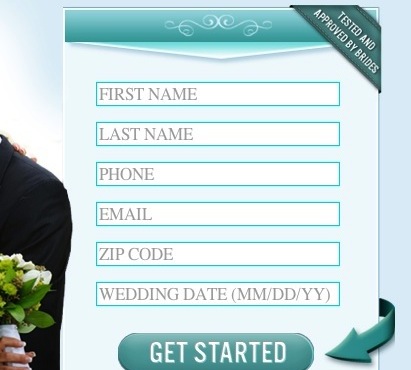 TESTED AND
APPROVED BY BRIDES
FIRST NAME
LAST NAME
PHONE
EMAIL
ZIP CODE
WEDDING DATE (MM/DD/YY)
GET STARTED